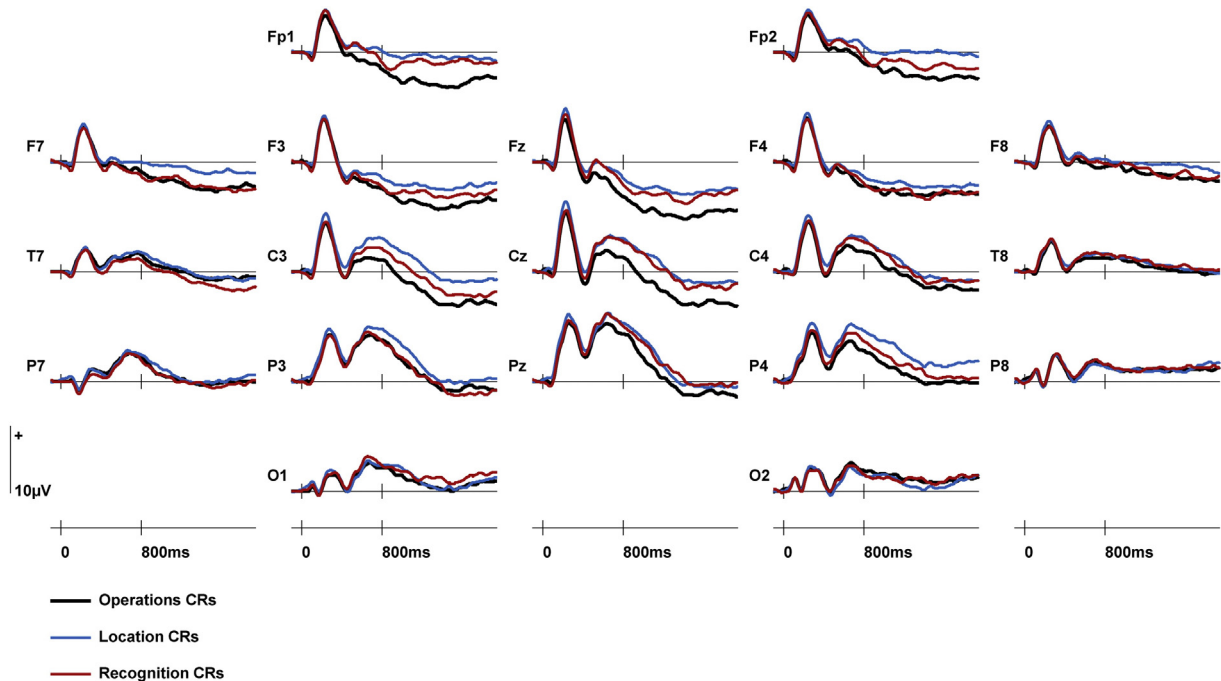 Fp1 Fp2
F7 F3 Fz F4 F8
T7 C3 Cz C4 T8
P7 P3 Pz P4 P8
+
10µV
O1 O2
0 800ms 0 800ms 0 800ms 0 800ms 0 800ms
Operations CRs
Location CRs
Recognition CRs